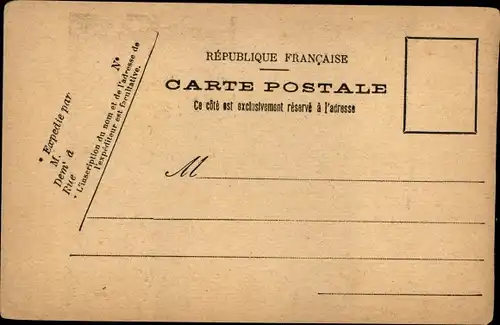 RÉPUBLIQUE FRANÇAISE
CARTE POSTALE
Ce côté est exclusivement réservé à l'adresse
M
* Expédié par
M.
Demt à
Rue
N°
* L'inscription du nom et de l'adresse de
l'expéditeur est facultative.